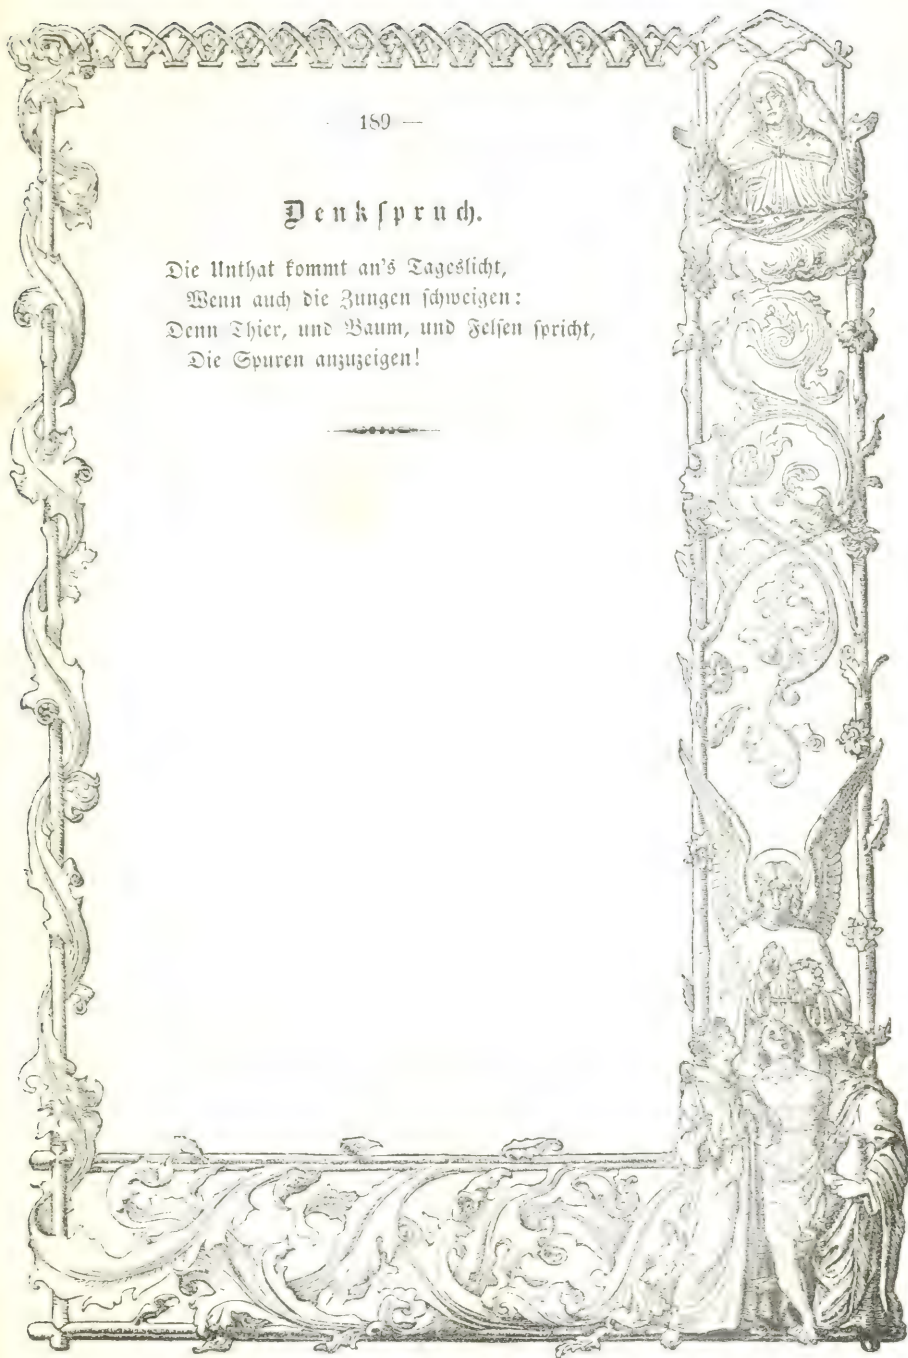 189 —
Denkspruch.
Die Unthat kommt an's Tageslicht,
Wenn auch die Zungen schweigen:
Denn Thier, und Baum, und Felsen spricht,
Die Spuren anzuzeigen!